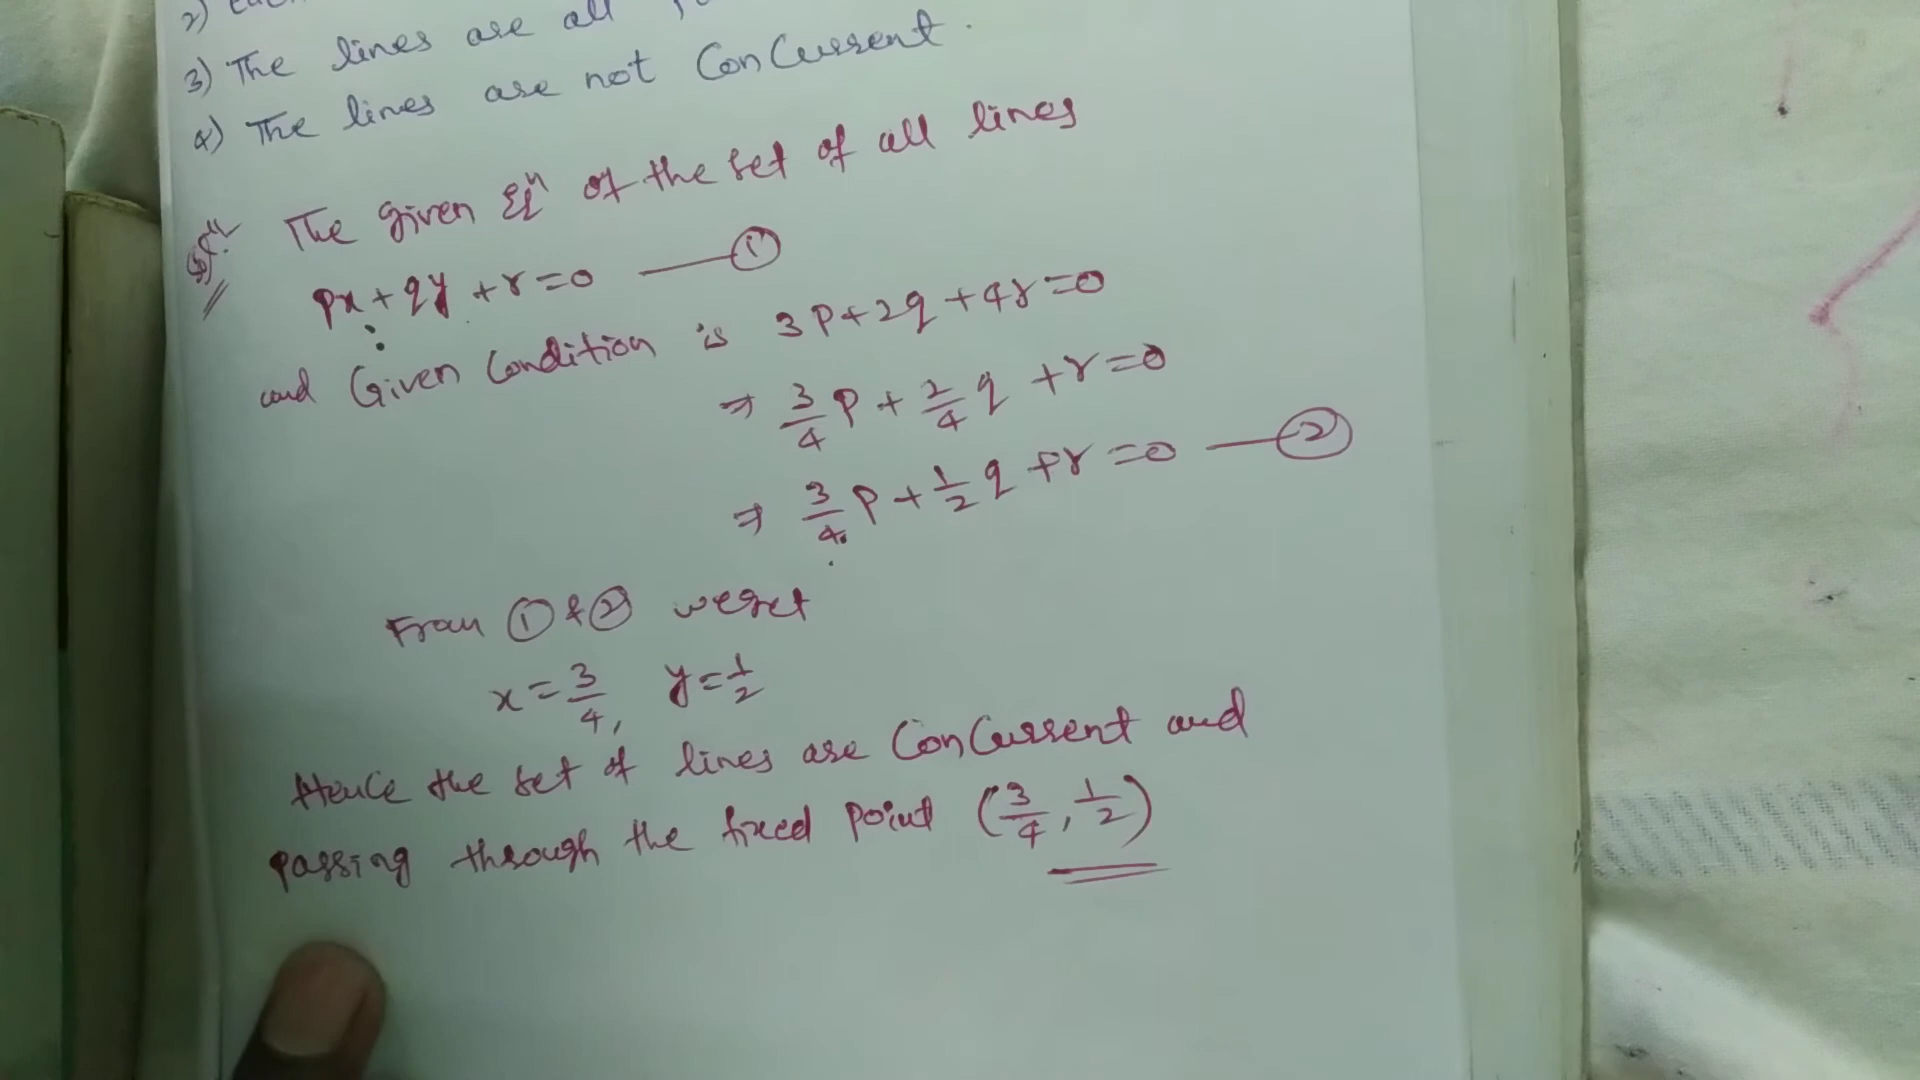 2)
3) The lines are all
4) The lines are not Concurrent.
Sol: The given Eqn of the set of all lines
px + qy + r = 0 —— ①
and Given Condition is 3p + 2q + 4r = 0
⇒ 3/4 p + 2/4 q + r = 0
⇒ 3/4 p + 1/2 q + r = 0 —— ②
From ① & ② we get
x = 3/4, y = 1/2
Hence the set of lines are Concurrent and
passing through the fixed point (3/4, 1/2)